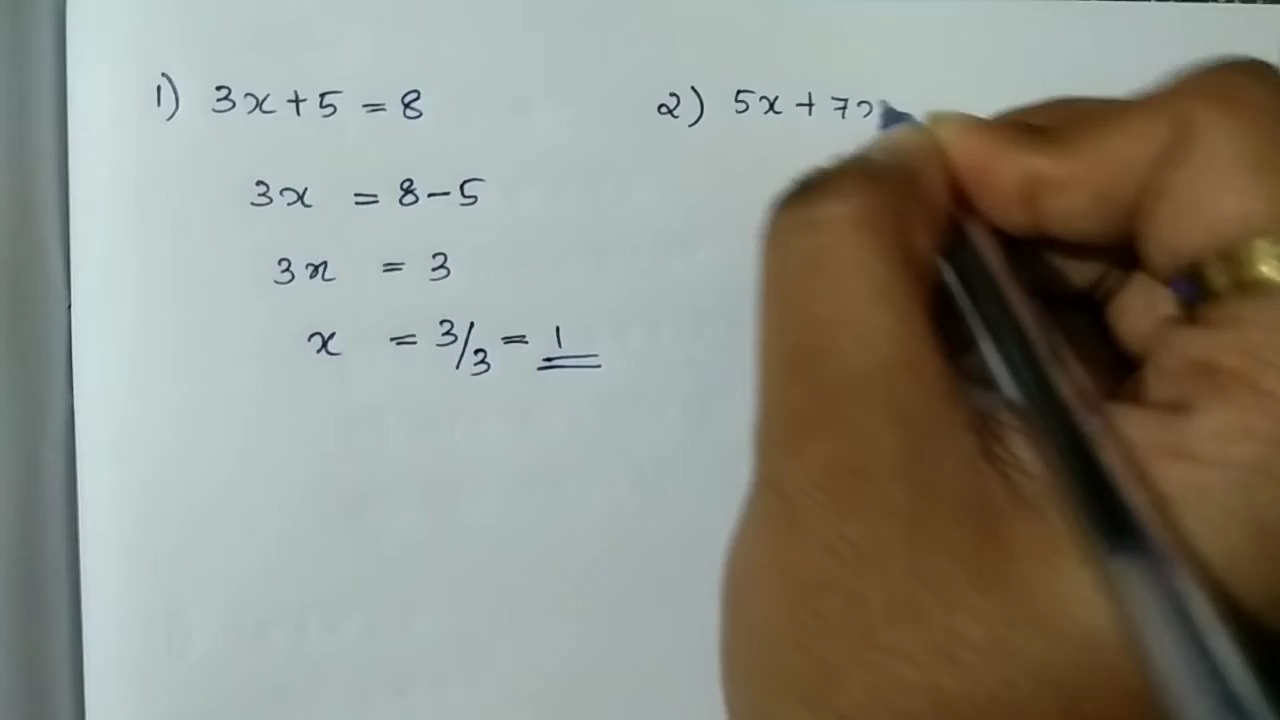 1) 3x + 5 = 8
3x = 8 - 5
3x = 3
x = 3/3 = 1
2) 5x + 7